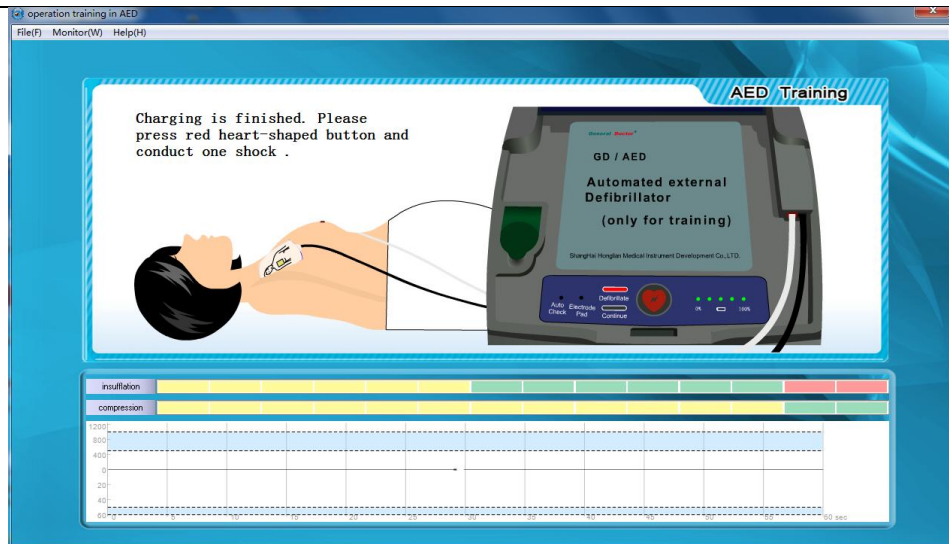 operation training in AED
File(F) Monitor(W) Help(H)
AED Training
Charging is finished. Please
press red heart-shaped button and
conduct one shock .
General Doctor
GD / AED
Automated external
Defibrillator
(only for training)
ShangHai Honglian Medical Instrument Development Co.,LTD.
Defibrillate
Auto Check
Electrode Pad
Continue
0% 100%
insufflation
compression
1200
800
400
0
20
40
60
0 5 10 15 20 25 30 35 40 45 50 55 60 sec